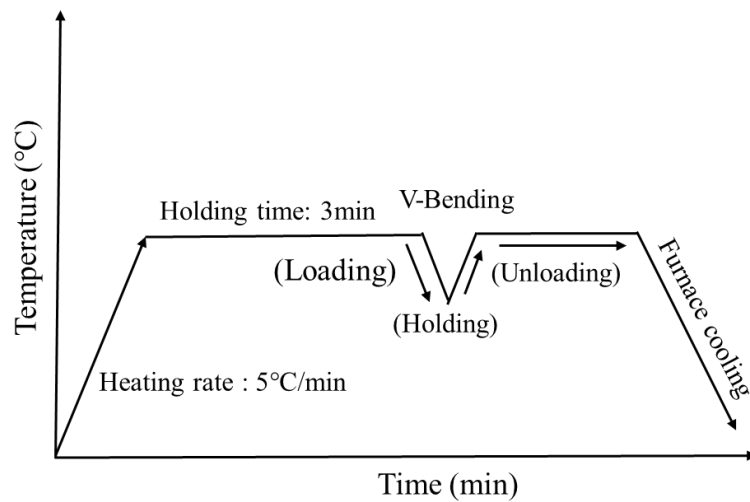 Temperature (°C)
Holding time: 3min
V-Bending
(Loading)
(Holding)
(Unloading)
Furnace cooling
Heating rate : 5°C/min
Time (min)